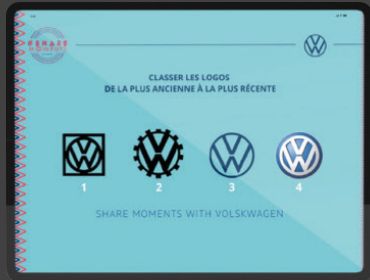 CLASSER LES LOGOS
DE LA PLUS ANCIENNE À LA PLUS RÉCENTE
1 2 3 4
SHARE MOMENTS WITH VOLSKWAGEN